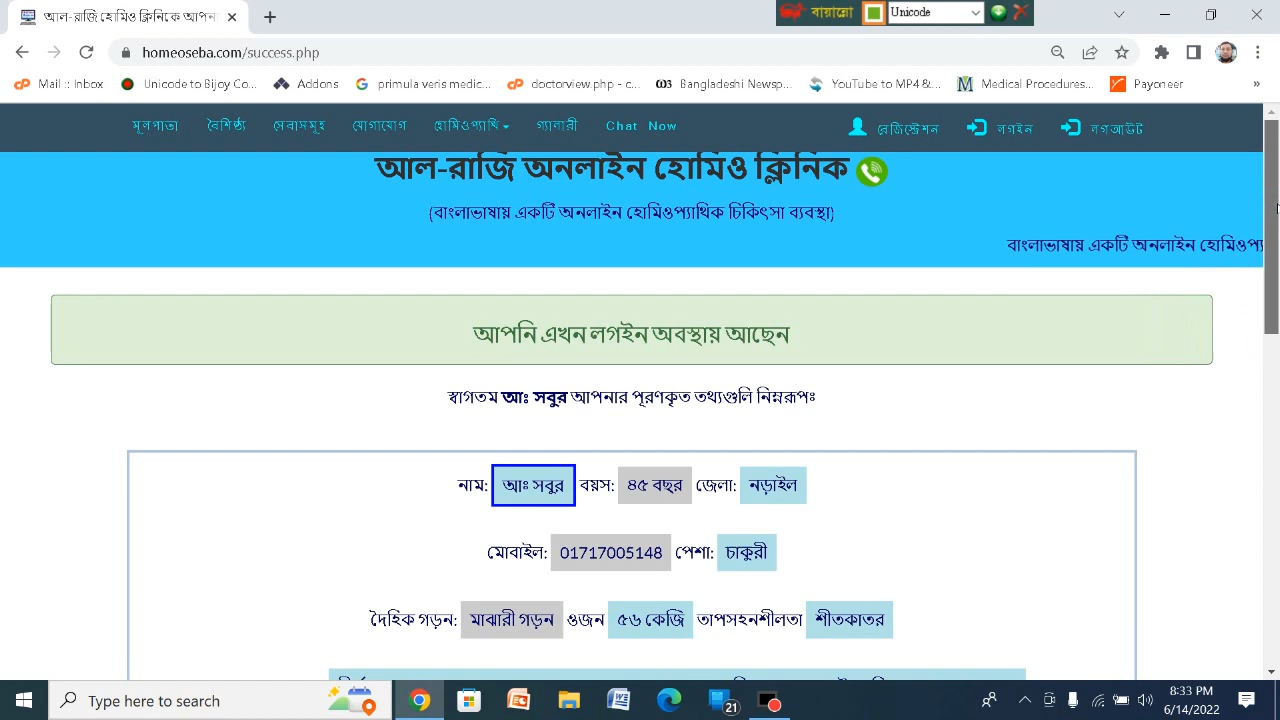 আল-রাজি হোমিও ক্লিনিকে আপন
বায়ান্নো
Unicode
homeoseba.com/success.php
Mail :: Inbox
Unicode to Bijoy Co...
Addons
primula veris medic...
doctorview.php - c...
Bangladeshi Newsp...
YouTube to MP4 &...
Medical Procedures...
Payoneer
»
মূলপাতা
বৈশিষ্ঠ্য
সেবাসমূহ
যোগাযোগ
হোমিওপ্যাথি
গ্যালারী
Chat Now
রেজিস্ট্রেশন
লগইন
লগআউট
আল-রাজি অনলাইন হোমিও ক্লিনিক
(বাংলাভাষায় একটি অনলাইন হোমিওপ্যাথিক চিকিৎসা ব্যবস্থা)
বাংলাভাষায় একটি অনলাইন হোমিওপ্য
আপনি এখন লগইন অবস্থায় আছেন
স্বাগতম আঃ সবুর আপনার পূরণকৃত তথ্যগুলি নিম্নরূপঃ
নাম: আঃ সবুর বয়স: ৪৫ বছর জেলা: নড়াইল
মোবাইল: 01717005148 পেশা: চাকুরী
দৈহিক গড়ন: মাঝারী গড়ন ওজন ৫৬ কেজি তাপসহনশীলতা শীতকাতর
Type here to search
21
8:33 PM
6/14/2022